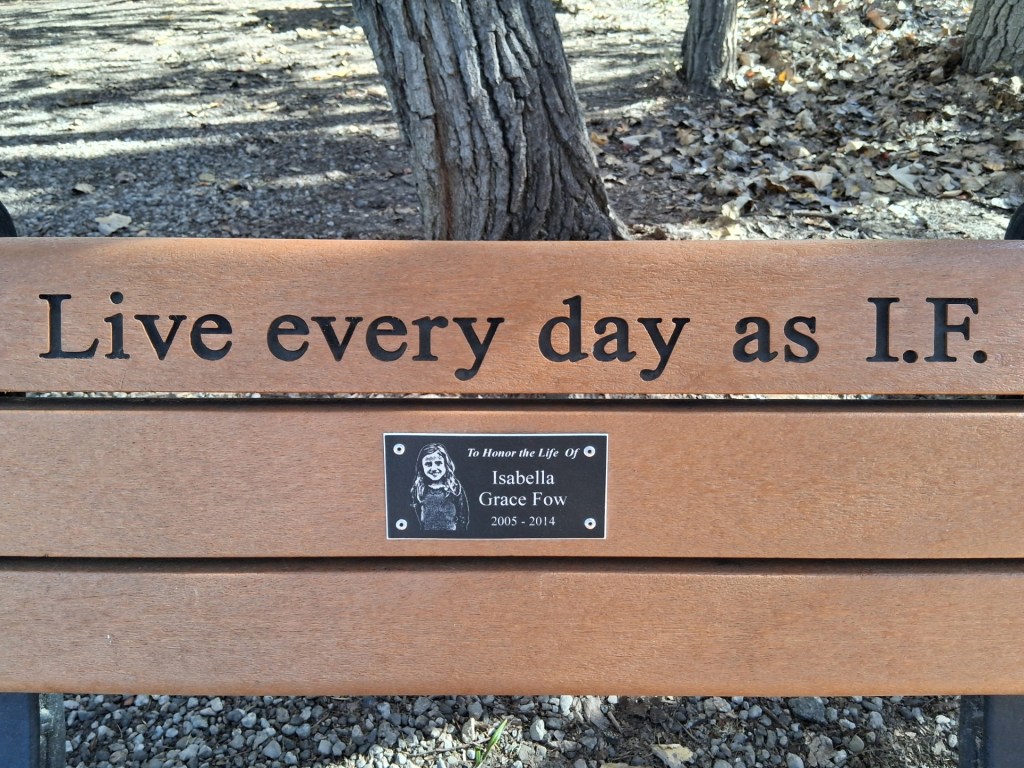 Live every day as I.F.
To Honor the Life Of
Isabella
Grace Fow
2005 - 2014